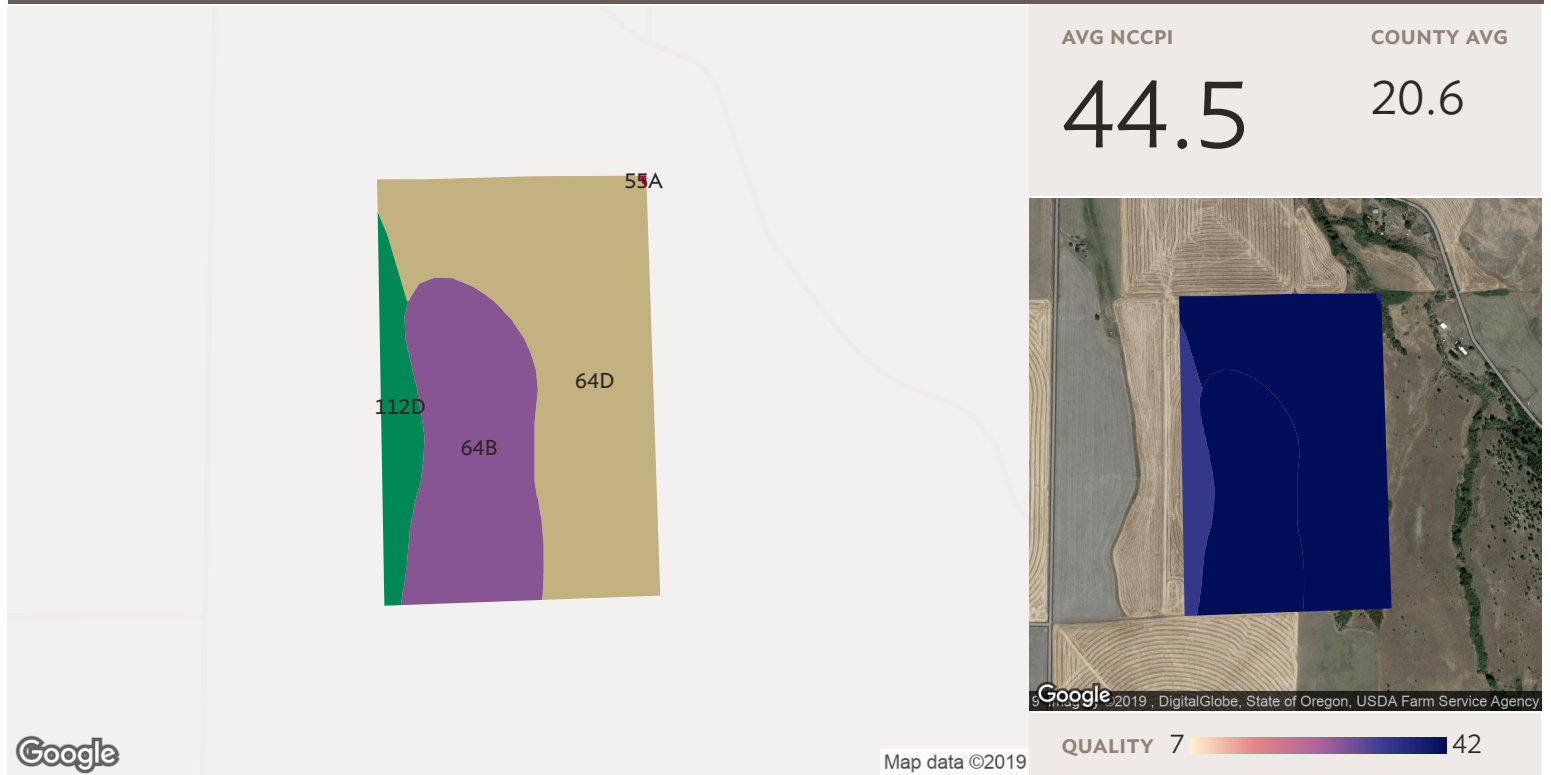 AVG NCCPI COUNTY AVG
44.5 20.6
55A
64D
112D
64B
Google
Map data ©2019
Google
©2019 , DigitalGlobe, State of Oregon, USDA Farm Service Agency
QUALITY 7 42